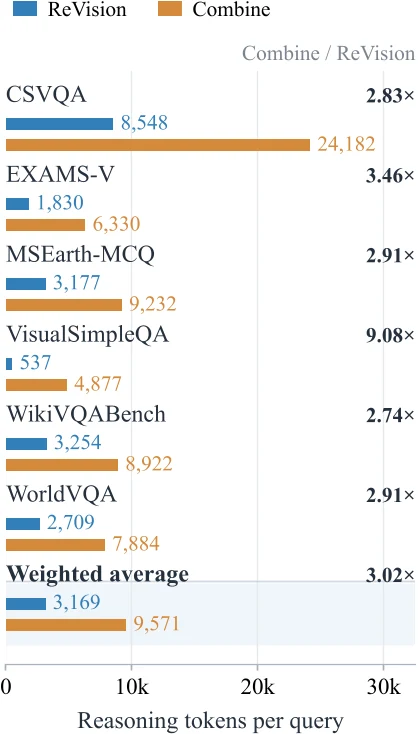 ReVision Combine
Combine / ReVision
CSVQA 2.83×
8,548
24,182
EXAMS-V 3.46×
1,830
6,330
MSEarth-MCQ 2.91×
3,177
9,232
VisualSimpleQA 9.08×
537
4,877
WikiVQABench 2.74×
3,254
8,922
WorldVQA 2.91×
2,709
7,884
Weighted average 3.02×
3,169
9,571
0 10k 20k 30k
Reasoning tokens per query